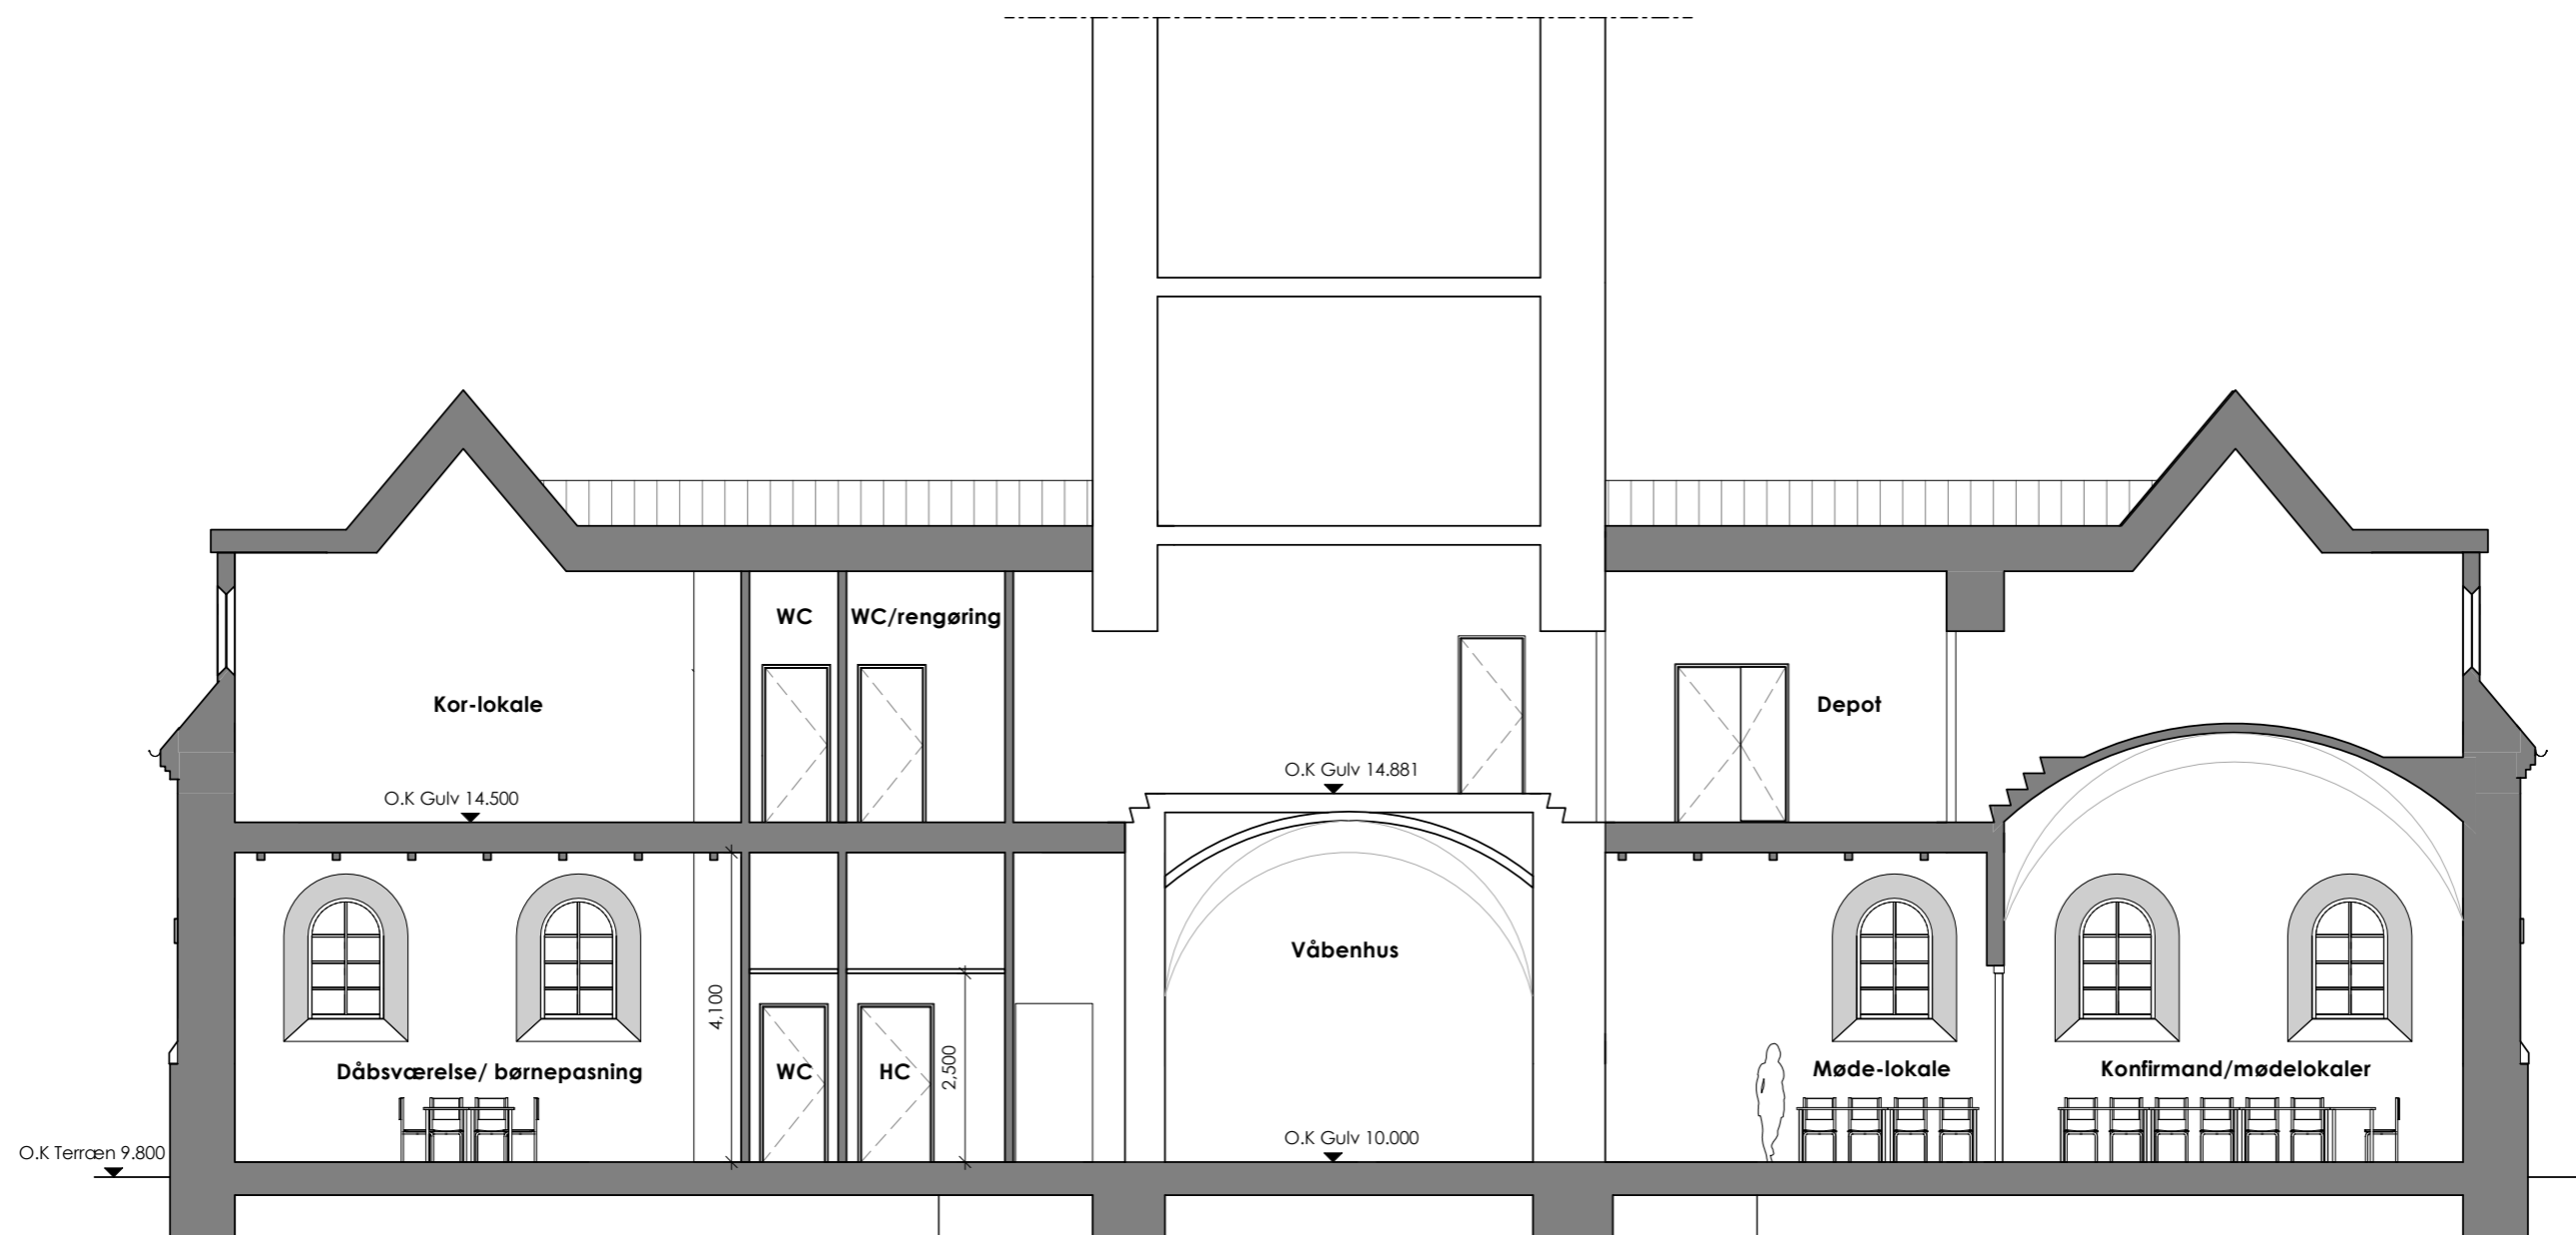 WC
WC/rengøring
Kor-lokale
Depot
O.K Gulv 14.881
O.K Gulv 14.500
Våbenhus
4,100
2,500
Dåbsværelse/ børnepasning
WC
HC
Møde-lokale
Konfirmand/mødelokaler
O.K Gulv 10.000
O.K Terræn 9.800